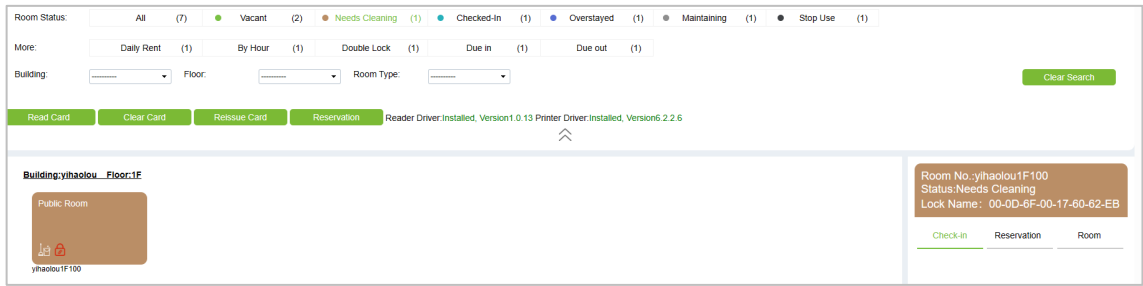 Room Status: All (7) Vacant (2) Needs Cleaning (1) Checked-In (1) Overstayed (1) Maintaining (1) Stop Use (1)
More: Daily Rent (1) By Hour (1) Double Lock (1) Due in (1) Due out (1)
Building: ---------- Floor: ---------- Room Type: ---------- Clear Search
Read Card Clear Card Reissue Card Reservation Reader Driver:Installed, Version1.0.13 Printer Driver:Installed, Version6.2.2.6
Building:yihaolou Floor:1F
Public Room
yihaolou1F100
Room No.:yihaolou1F100
Status:Needs Cleaning
Lock Name: 00-0D-6F-00-17-60-62-EB
Check-in Reservation Room